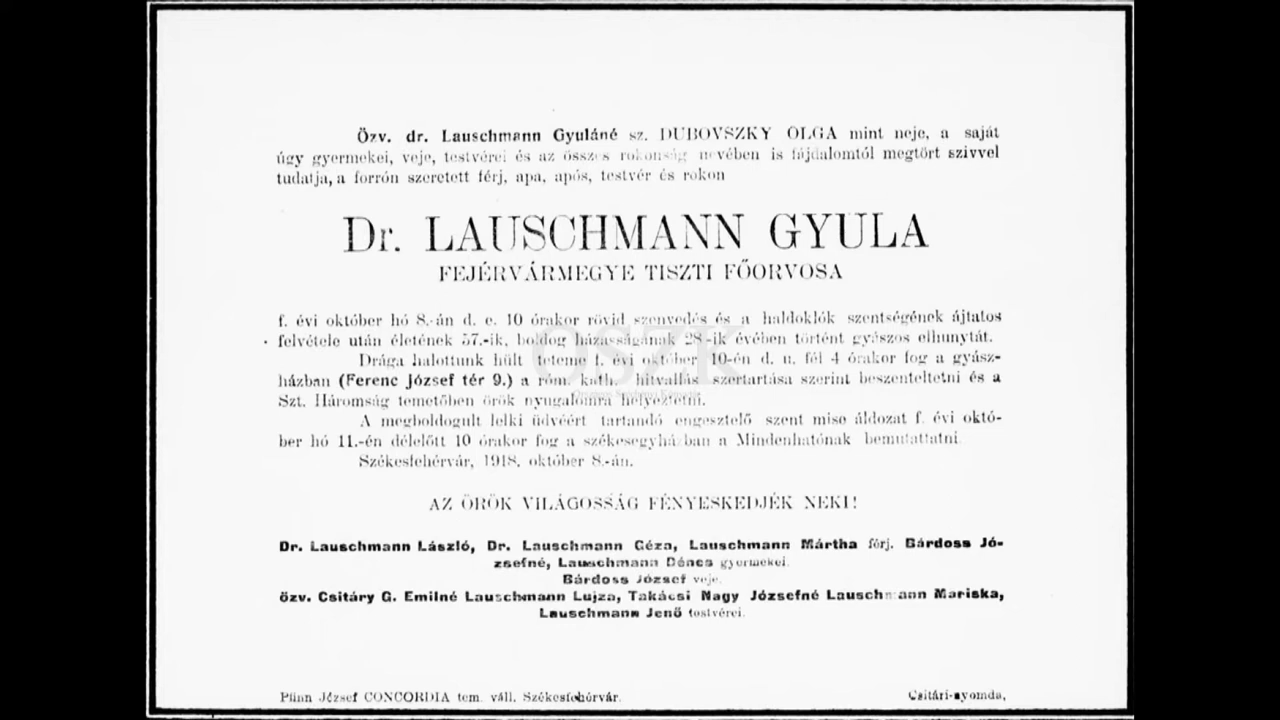 Özv. dr. Lauschmann Gyuláné sz. DUBOVSZKY OLGA mint neje, a saját
úgy gyermekei, veje, testvérei és az összes rokonság nevében is fájdalomtól megtört szivvel
tudatja, a forrón szeretett férj, apa, após, testvér és rokon
Dr. LAUSCHMANN GYULA
FEJÉRVÁRMEGYE TISZTI FŐORVOSA
f. évi október hó 8.-án d. e. 10 órakor rövid szenvedés és a haldoklók szentségének ájtatos
felvétele után életének 57.-ik, boldog házasságának 28-ik évében történt gyászos elhunytát.
Drága halottunk hült teteme f. évi október 10-én d. u. fél 4 órakor fog a gyász-
házban (Ferenc József tér 9.) a róm. kath. hitvallás szertartása szerint beszenteltetni és a
Szt. Háromság temetőben örök nyugalomra helyeztetni.
A megboldogult lelki üdvéért tartandó engesztelő szent mise áldozat f. évi októ-
ber hó 11.-én délelőtt 10 órakor fog a székesegyházban a Mindenhatónak bemutattatni
Székesfehérvár, 1918. október 8.-án.
AZ ÖRÖK VILÁGOSSÁG FÉNYESKEDJÉK NEKI!
Dr. Lauschmann László, Dr. Lauschmann Géza, Lauschmann Mártha férj. Bárdoss Jó-
zsefné, Lauschmann Dénes gyermekei.
Bárdoss József veje.
özv. Csitáry G. Emilné Lauschmann Lujza, Takácsi Nagy Józsefné Lauschmann Mariska,
Lauschmann Jenő testvérei.
Pünn József CONCORDIA tem. váll. Székesfehérvár.
Csitári-nyomda,
OSZK